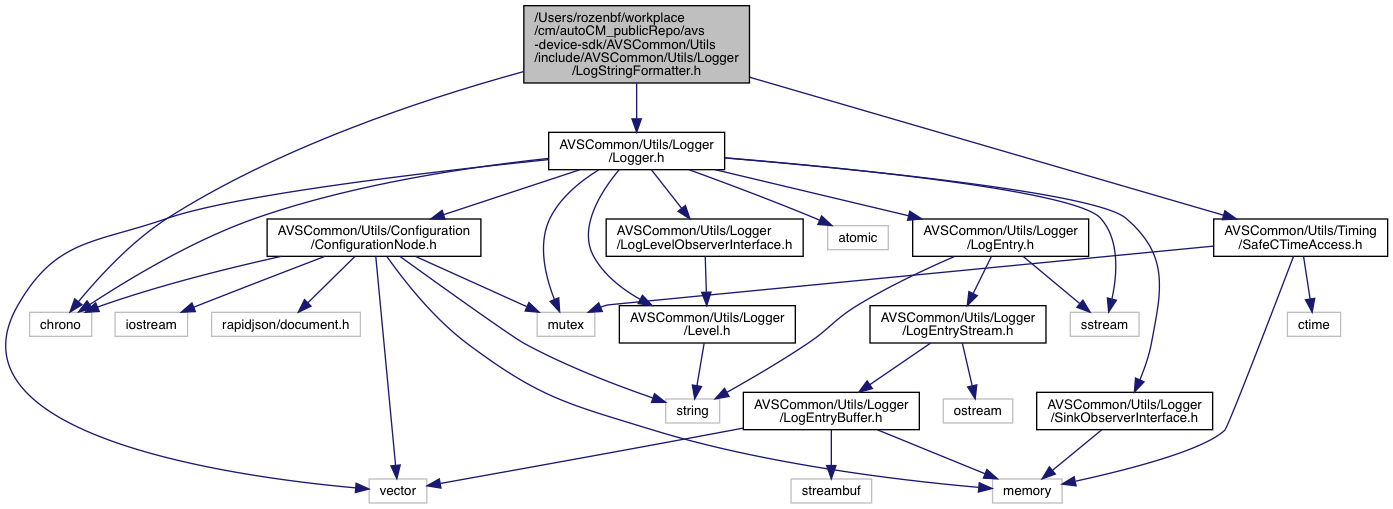 /Users/rozenbf/workplace
/cm/autoCM_publicRepo/avs
-device-sdk/AVSCommon/Utils
/include/AVSCommon/Utils/Logger
/LogStringFormatter.h
AVSCommon/Utils/Logger
/Logger.h
AVSCommon/Utils/Configuration
/ConfigurationNode.h
AVSCommon/Utils/Logger
/LogLevelObserverInterface.h
atomic
AVSCommon/Utils/Logger
/LogEntry.h
AVSCommon/Utils/Timing
/SafeCTimeAccess.h
chrono
iostream
rapidjson/document.h
mutex
AVSCommon/Utils/Logger
/Level.h
AVSCommon/Utils/Logger
/LogEntryStream.h
sstream
ctime
string
AVSCommon/Utils/Logger
/LogEntryBuffer.h
ostream
AVSCommon/Utils/Logger
/SinkObserverInterface.h
vector
streambuf
memory